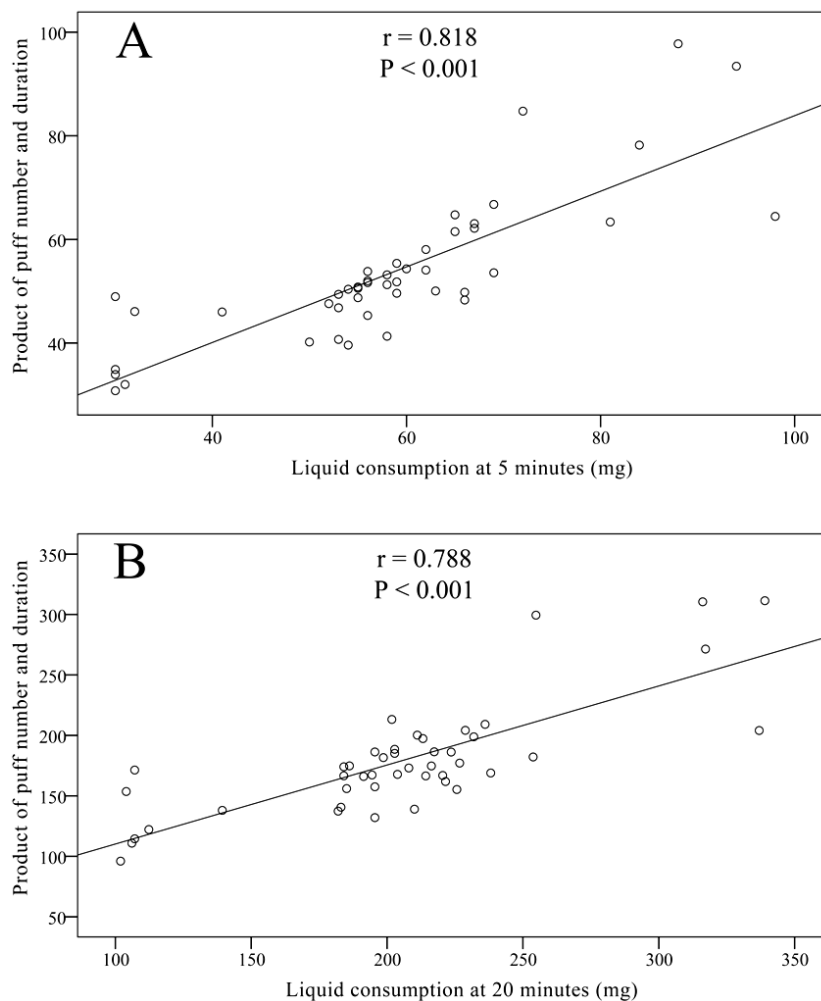 A
r = 0.818
P < 0.001
100
80
60
40
Product of puff number and duration
40 60 80 100
Liquid consumption at 5 minutes (mg)
B
r = 0.788
P < 0.001
350
300
250
200
150
100
50
Product of puff number and duration
100 150 200 250 300 350
Liquid consumption at 20 minutes (mg)